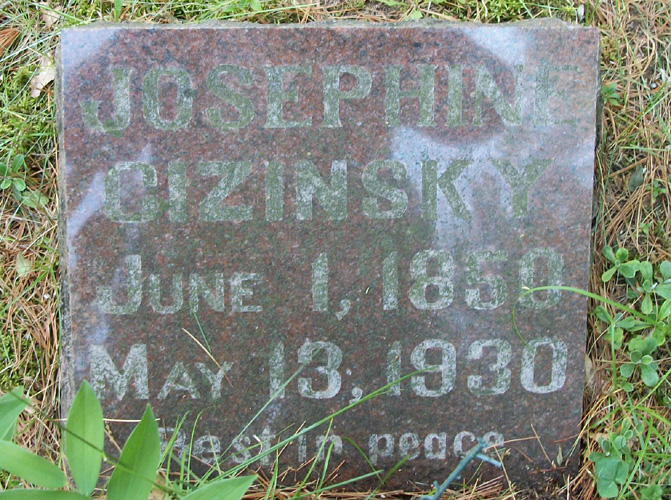 JOSEPHINE
CIZINSKY
JUNE 1, 1850
MAY 13, 1930
Rest in peace